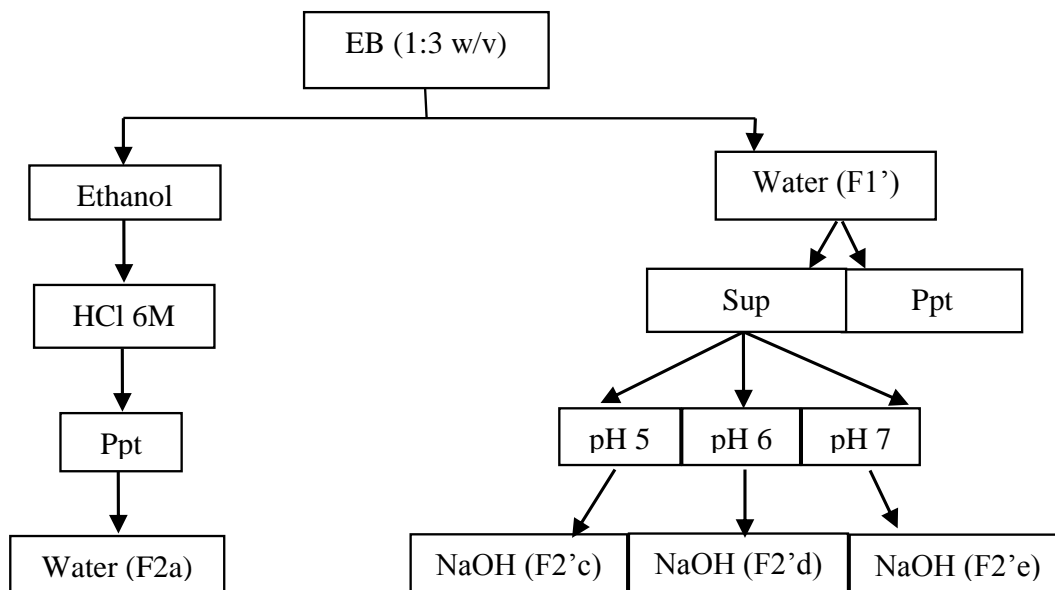 EB (1:3 w/v)
Ethanol
Water (F1’)
HCl 6M
Sup
Ppt
Ppt
pH 5
pH 6
pH 7
Water (F2a)
NaOH (F2’c)
NaOH (F2’d)
NaOH (F2’e)